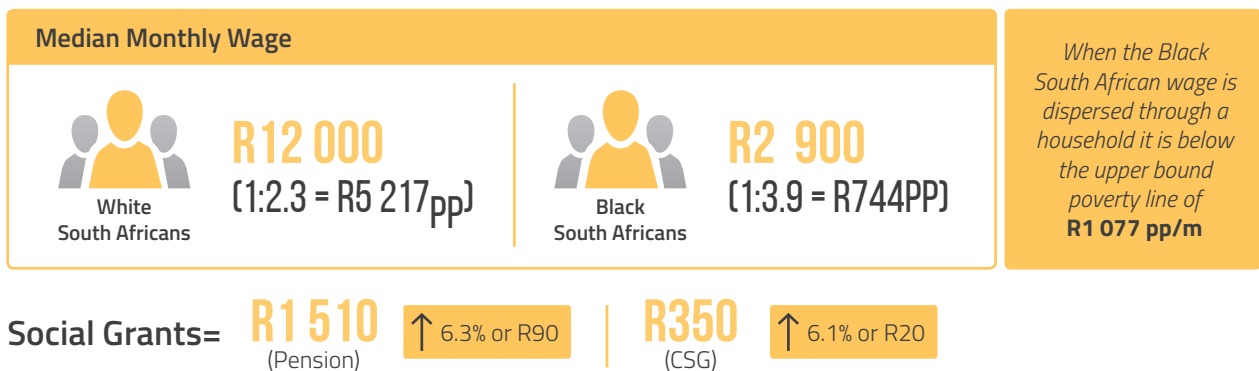 Median Monthly Wage
White
South Africans
R12 000
(1:2.3 = R5 217pp)
Black
South Africans
R2 900
(1:3.9 = R744PP)
When the Black
South African wage is
dispersed through a
household it is below
the upper bound
poverty line of
R1 077 pp/m
Social Grants=
R1 510
(Pension)
↑ 6.3% or R90
R350
(CSG)
↑ 6.1% or R20